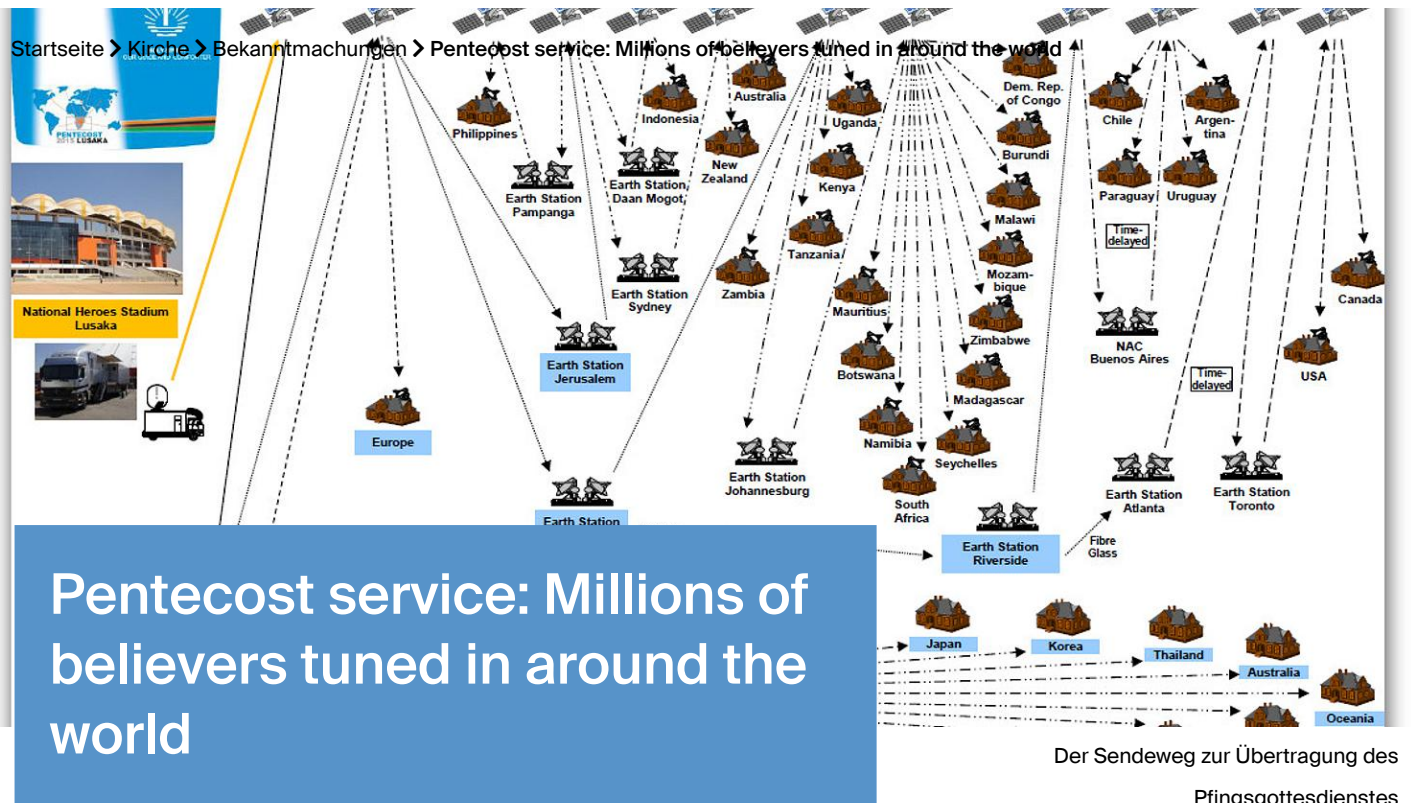 Startseite > Kirche > Bekanntmachungen > Pentecost service: Millions of believers tuned in around the world
PENTECOST
2015 LUSAKA
National Heroes Stadium
Lusaka
Philippines
Earth Station
Pampanga
Indonesia
Earth Station
Daan Mogot
Earth Station
Sydney
Australia
New
Zealand
Earth Station
Jerusalem
Europe
Earth Station
Uganda
Kenya
Tanzania
Zambia
Mauritius
Botswana
Namibia
South
Africa
Seychelles
Madagascar
Zimbabwe
Mozam-
bique
Malawi
Burundi
Dem. Rep.
of Congo
Earth Station
Johannesburg
Chile
Argen-
tina
Paraguay
Uruguay
Time-
delayed
NAC
Buenos Aires
Time-
delayed
Canada
USA
Earth Station
Atlanta
Earth Station
Toronto
Earth Station
Riverside
Fibre
Glass
Japan
Korea
Thailand
Australia
Oceania
Pentecost service: Millions of
believers tuned in around the
world
Der Sendeweg zur Übertragung des
Pfingsgottesdienstes